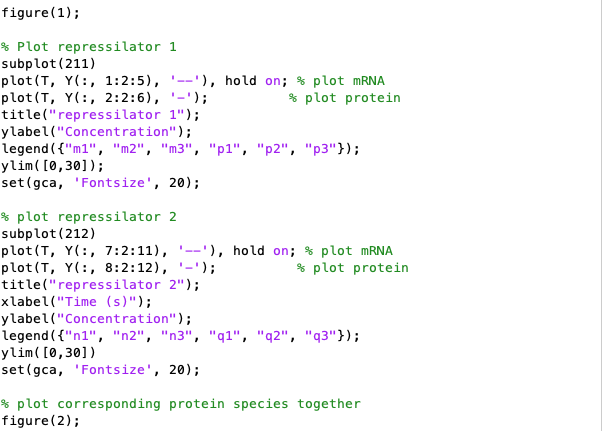 figure(1);
% Plot repressilator 1
subplot(211)
plot(T, Y(:, 1:2:5), '--'), hold on; % plot mRNA
plot(T, Y(:, 2:2:6), '-');          % plot protein
title("repressilator 1");
ylabel("Concentration");
legend({"m1", "m2", "m3", "p1", "p2", "p3"});
ylim([0,30]);
set(gca, 'Fontsize', 20);
% plot repressilator 2
subplot(212)
plot(T, Y(:, 7:2:11), '--'), hold on; % plot mRNA
plot(T, Y(:, 8:2:12), '-');          % plot protein
title("repressilator 2");
xlabel("Time (s)");
ylabel("Concentration");
legend({"n1", "n2", "n3", "q1", "q2", "q3"});
ylim([0,30])
set(gca, 'Fontsize', 20);
% plot corresponding protein species together
figure(2);